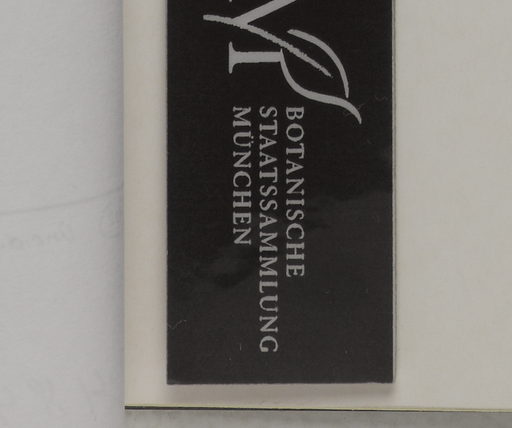 BOTANISCHE
STAATSSAMMLUNG
MÜNCHEN